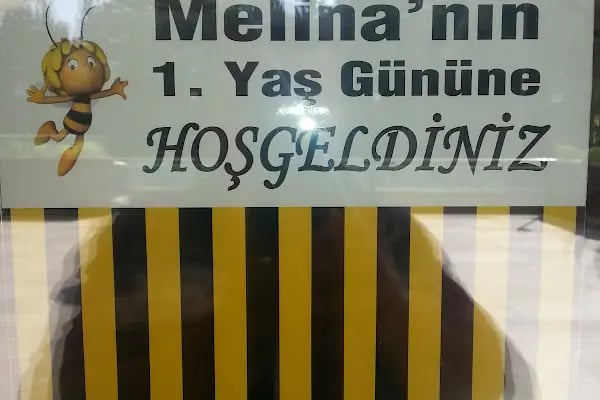 Melina'nın
1. Yaş Gününe
HOŞGELDİNİZ